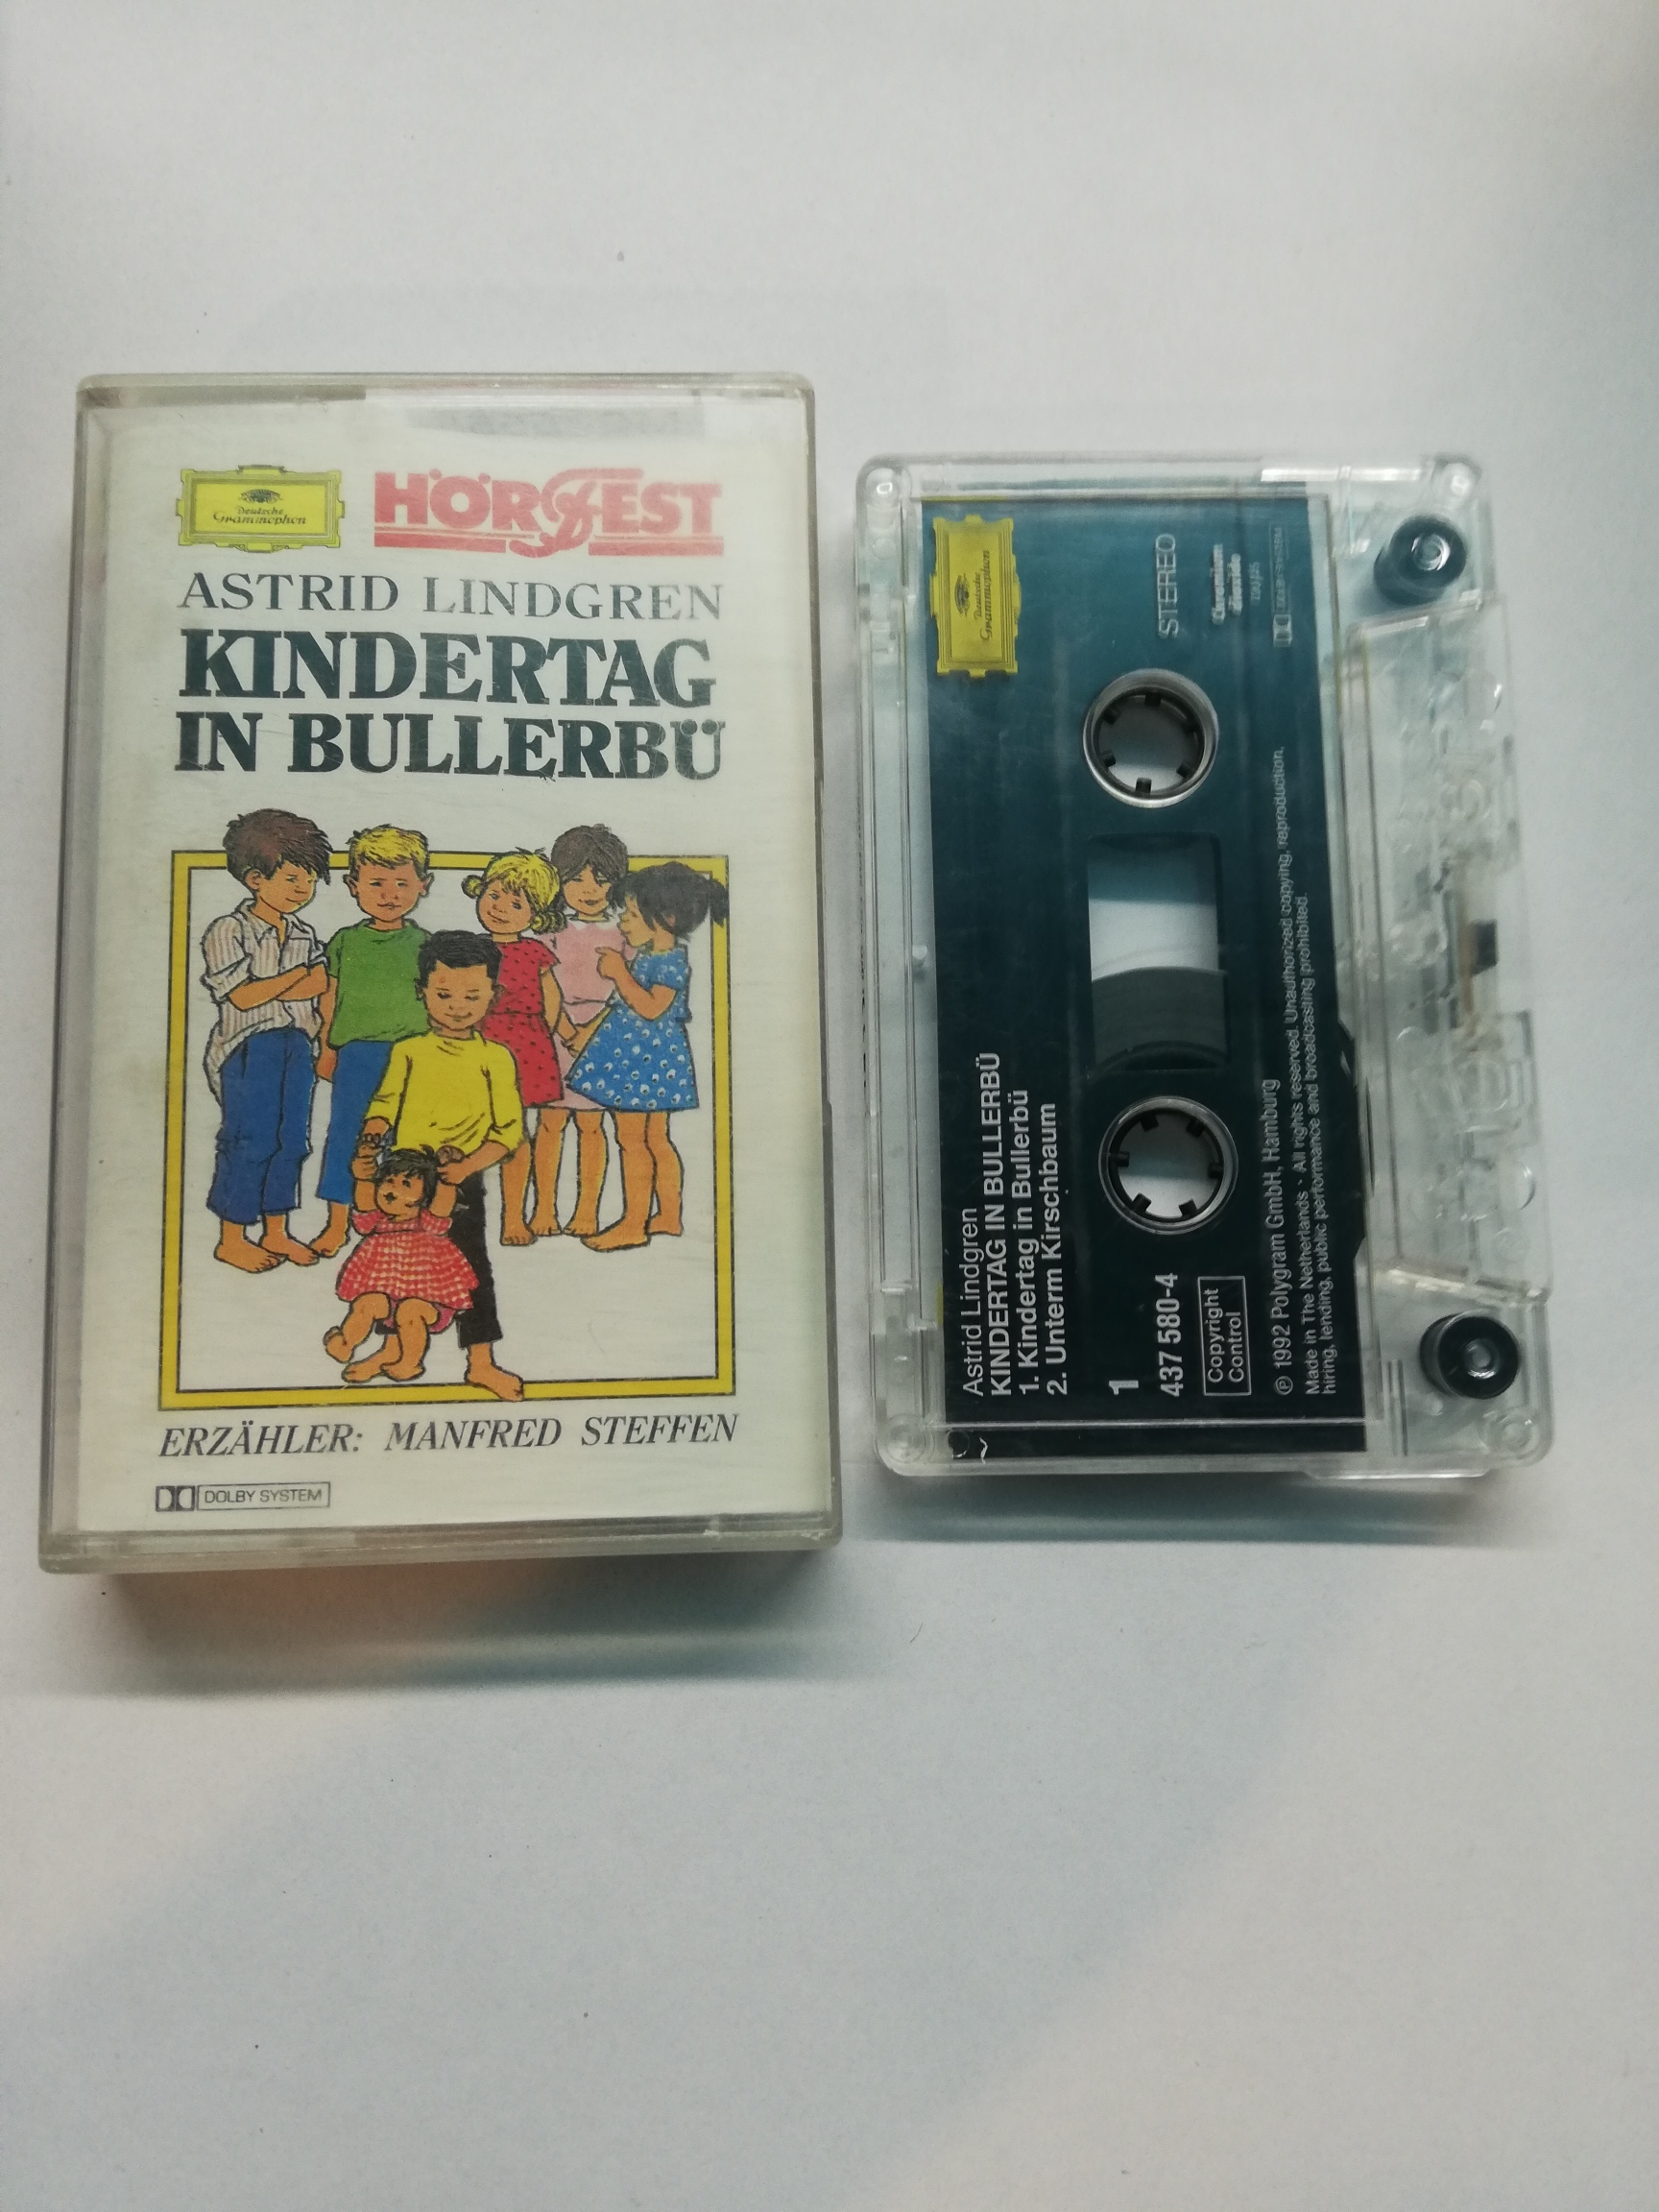 Deutsche
Grammophon
HÖRFEST
ASTRID LINDGREN
KINDERTAG
IN BULLERBÜ
ERZÄHLER: MANFRED STEFFEN
DOLBY SYSTEM
Deutsche
Grammophon
STEREO
Chromium
dioxide
Astrid Lindgren
KINDERTAG IN BULLERBÜ
1. Kindertag in Bullerbü
2. Unterm Kirschbaum
1
437 580-4
Copyright
Control
℗ 1992 Polygram GmbH, Hamburg
Made in The Netherlands · All rights reserved. Unauthorized copying, reproduction,
hiring, lending, public performance and broadcasting prohibited.